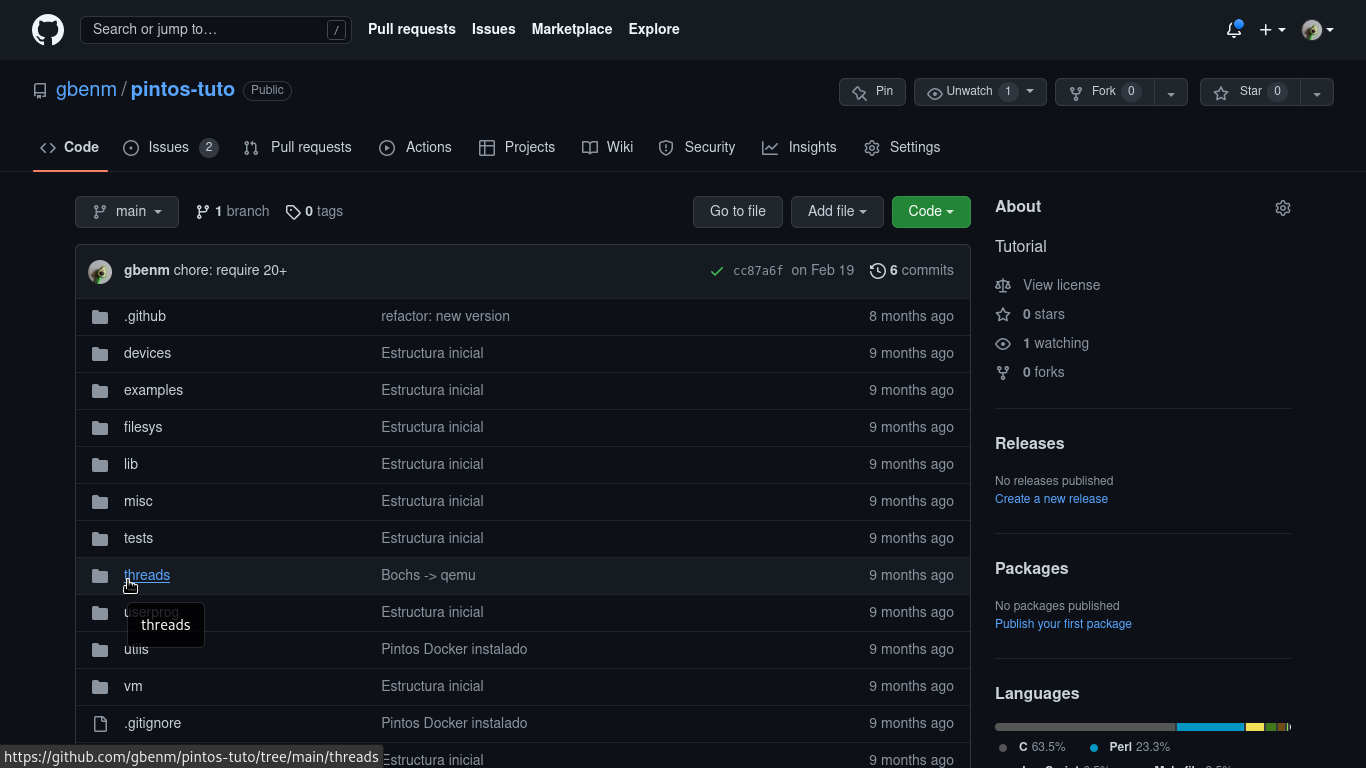 Search or jump to… /
Pull requests Issues Marketplace Explore
gbenm / pintos-tuto Public
Pin Unwatch 1 Fork 0 Star 0
Code Issues 2 Pull requests Actions Projects Wiki Security Insights Settings
main 1 branch 0 tags Go to file Add file Code
gbenm chore: require 20+ cc87a6f on Feb 19 6 commits
.github refactor: new version 8 months ago
devices Estructura inicial 9 months ago
examples Estructura inicial 9 months ago
filesys Estructura inicial 9 months ago
lib Estructura inicial 9 months ago
misc Estructura inicial 9 months ago
tests Estructura inicial 9 months ago
threads Bochs -> qemu 9 months ago
userprog Estructura inicial 9 months ago
threads
utils Pintos Docker instalado 9 months ago
vm Estructura inicial 9 months ago
.gitignore Pintos Docker instalado 9 months ago
Estructura inicial 9 months ago
https://github.com/gbenm/pintos-tuto/tree/main/threads
About
Tutorial
View license
0 stars
1 watching
0 forks
Releases
No releases published
Create a new release
Packages
No packages published
Publish your first package
Languages
C 63.5% Perl 23.3%